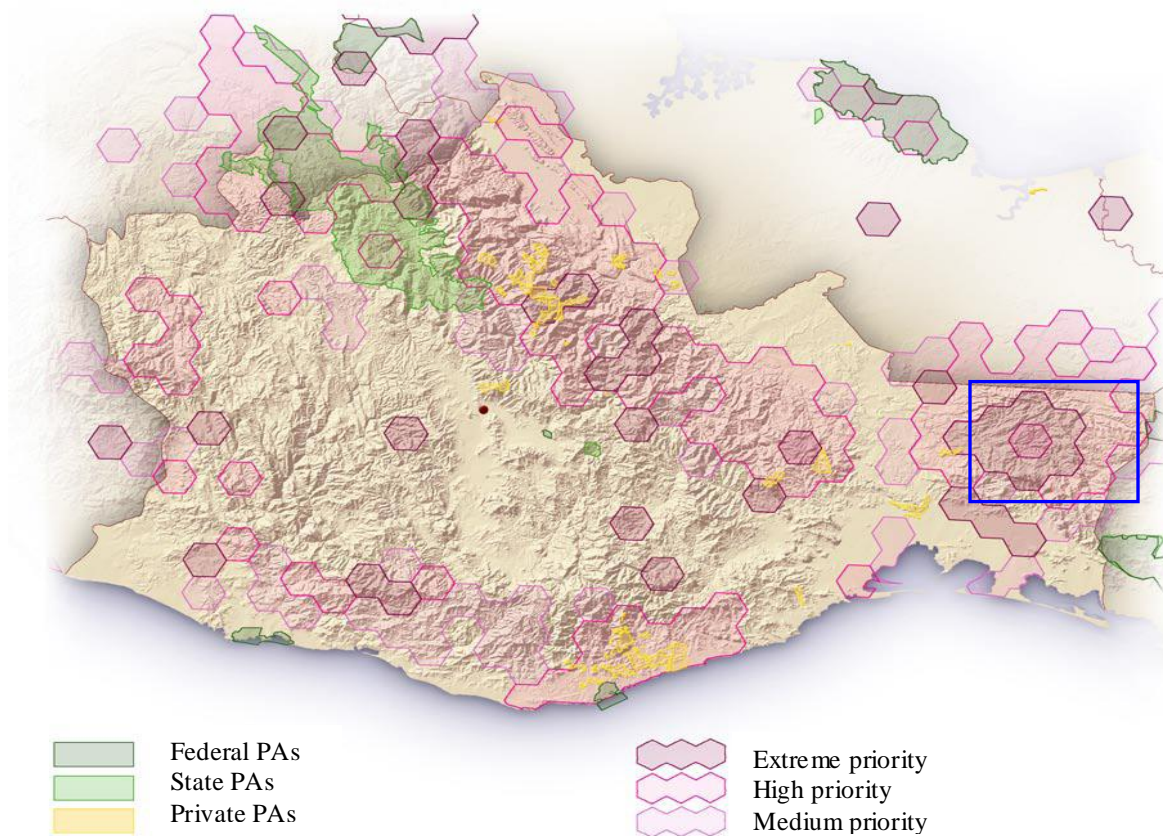 Federal PAs
State PAs
Private PAs
Extreme priority
High priority
Medium priority